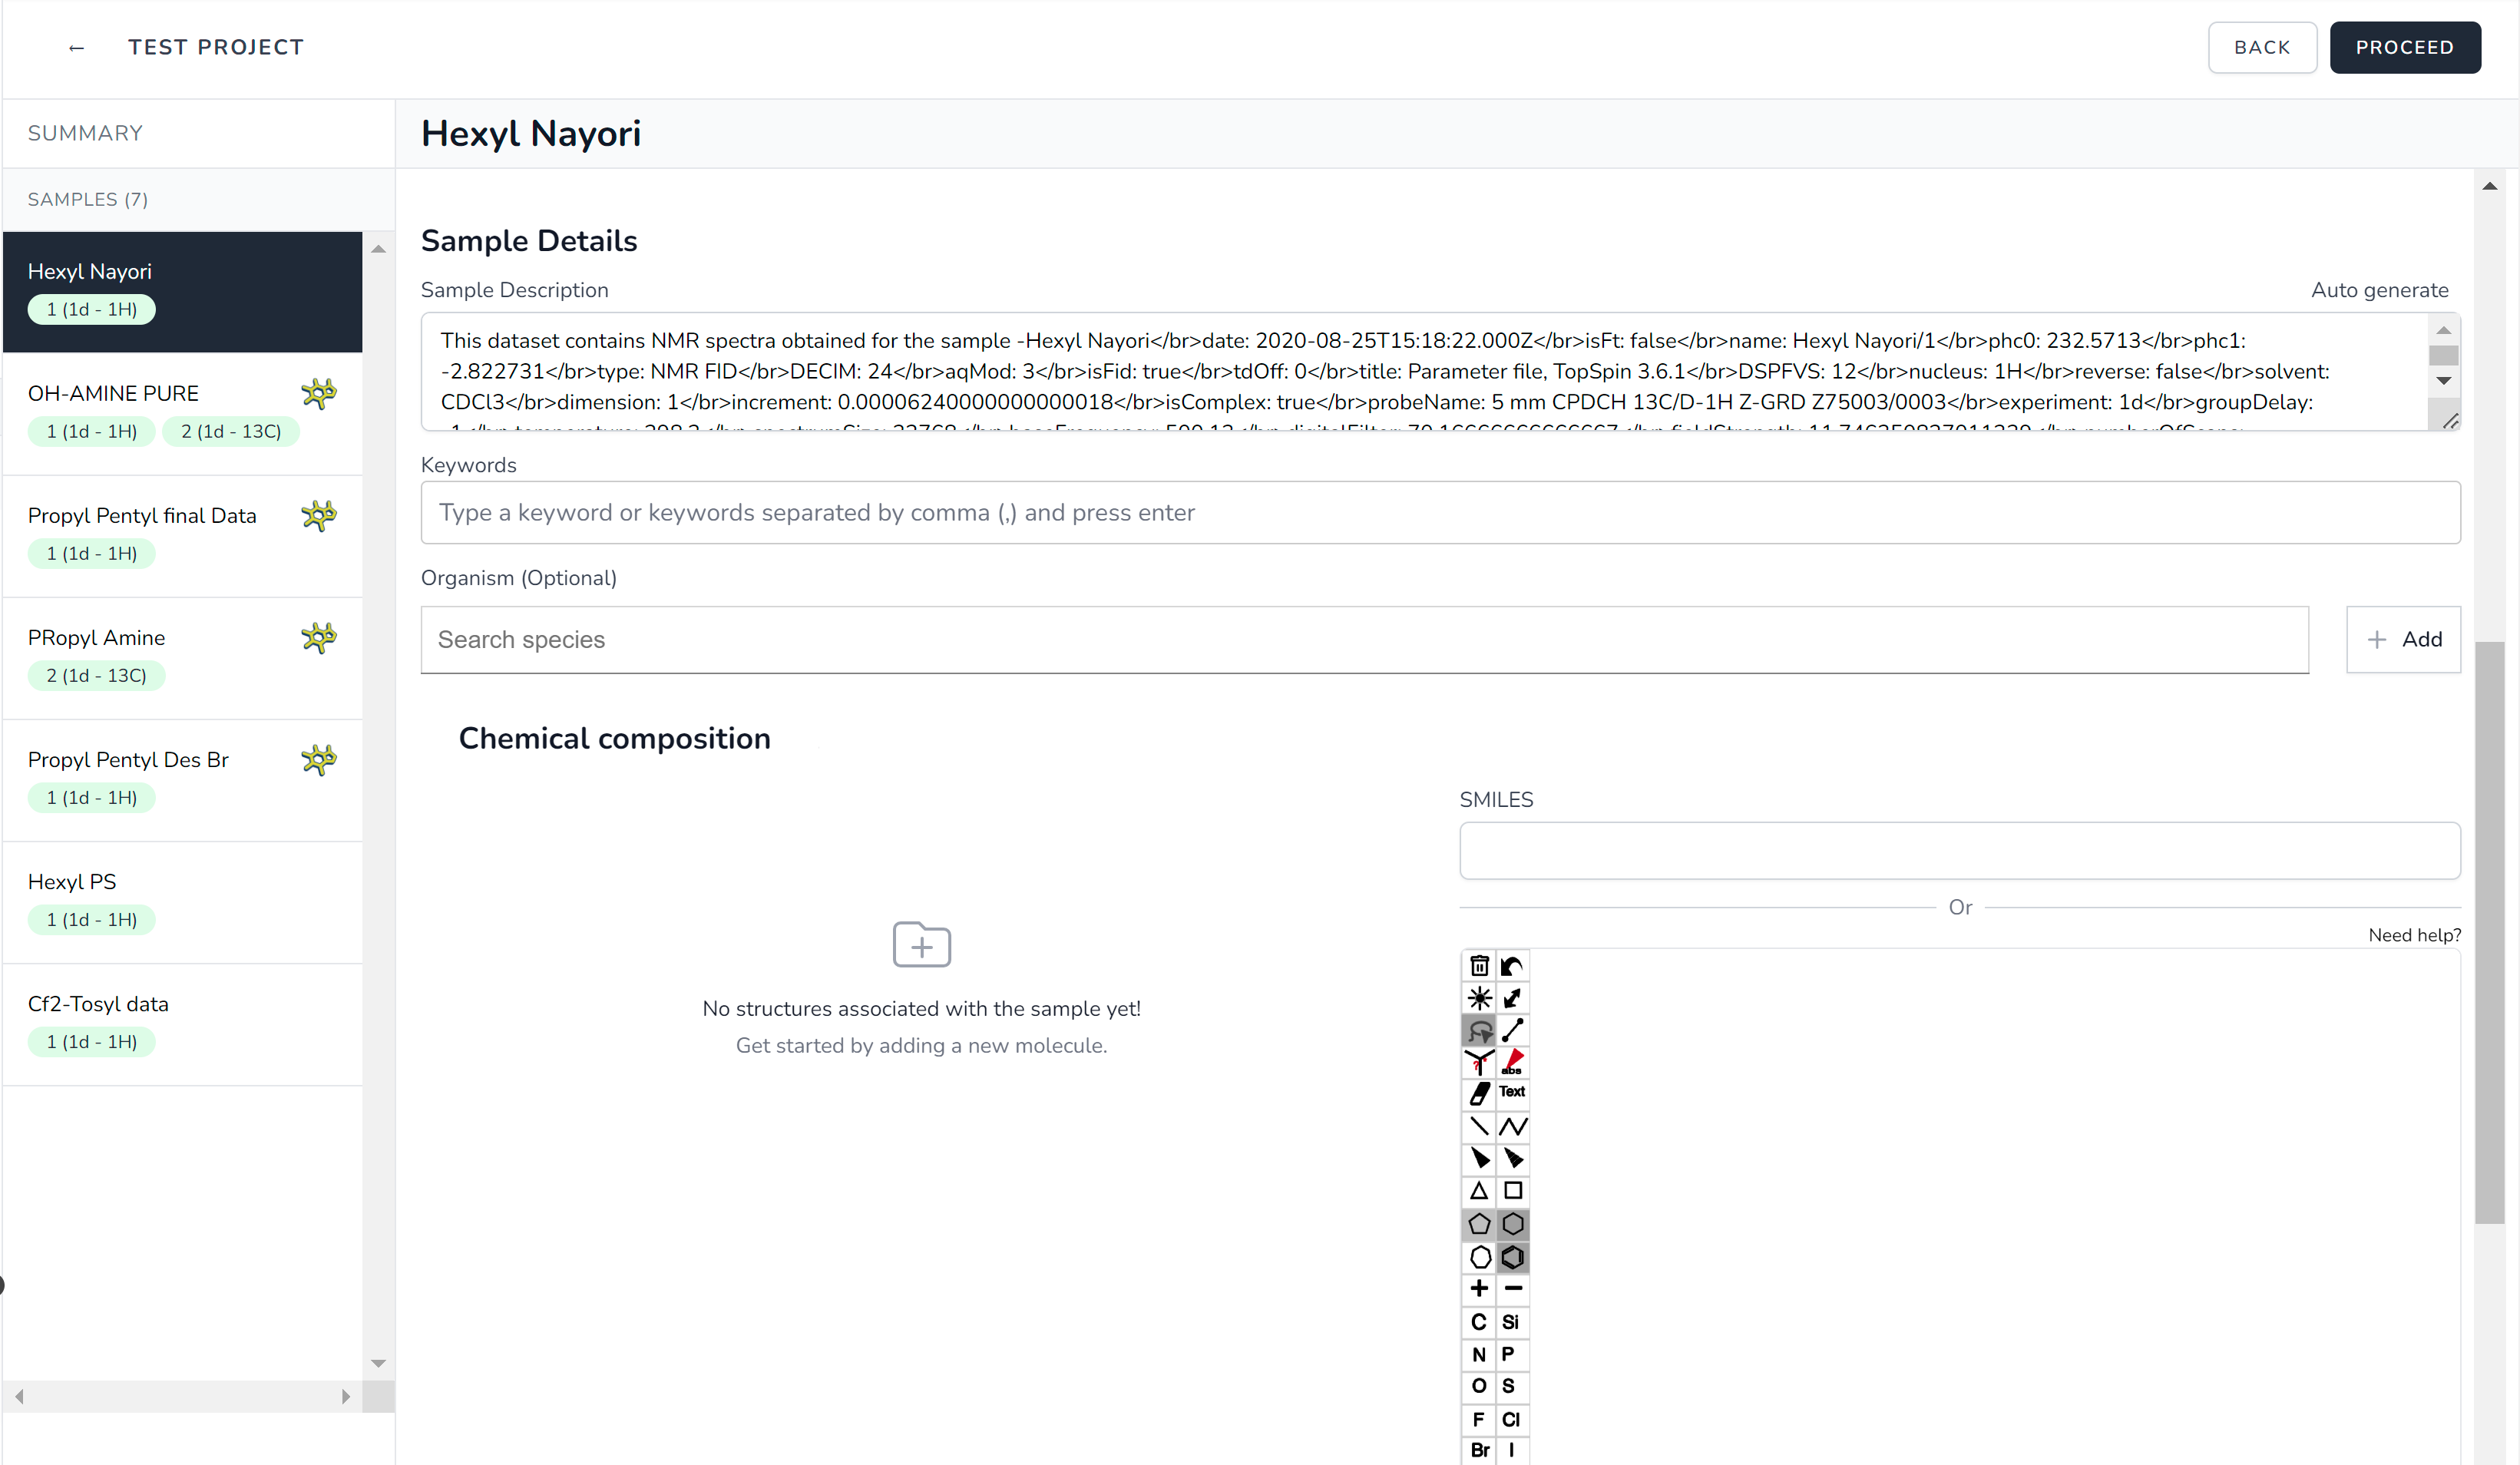 ← TEST PROJECT
BACK
PROCEED
SUMMARY
SAMPLES (7)
Hexyl Nayori
1 (1d - 1H)
OH-AMINE PURE
1 (1d - 1H) 2 (1d - 13C)
Propyl Pentyl final Data
1 (1d - 1H)
PRopyl Amine
2 (1d - 13C)
Propyl Pentyl Des Br
1 (1d - 1H)
Hexyl PS
1 (1d - 1H)
Cf2-Tosyl data
1 (1d - 1H)
Hexyl Nayori
Sample Details
Sample Description
Auto generate
This dataset contains NMR spectra obtained for the sample -Hexyl Nayori</br>date: 2020-08-25T15:18:22.000Z</br>isFt: false</br>name: Hexyl Nayori/1</br>phc0: 232.5713</br>phc1:
-2.822731</br>type: NMR FID</br>DECIM: 24</br>aqMod: 3</br>isFid: true</br>tdOff: 0</br>title: Parameter file, TopSpin 3.6.1</br>DSPFVS: 12</br>nucleus: 1H</br>reverse: false</br>solvent:
CDCl3</br>dimension: 1</br>increment: 0.00006240000000000018</br>isComplex: true</br>probeName: 5 mm CPDCH 13C/D-1H Z-GRD Z75003/0003</br>experiment: 1d</br>groupDelay:
Keywords
Type a keyword or keywords separated by comma (,) and press enter
Organism (Optional)
Search species
+ Add
Chemical composition
No structures associated with the sample yet!
Get started by adding a new molecule.
SMILES
Or
Need help?
?
abs
Text
+ −
C Si
N P
O S
F Cl
Br I